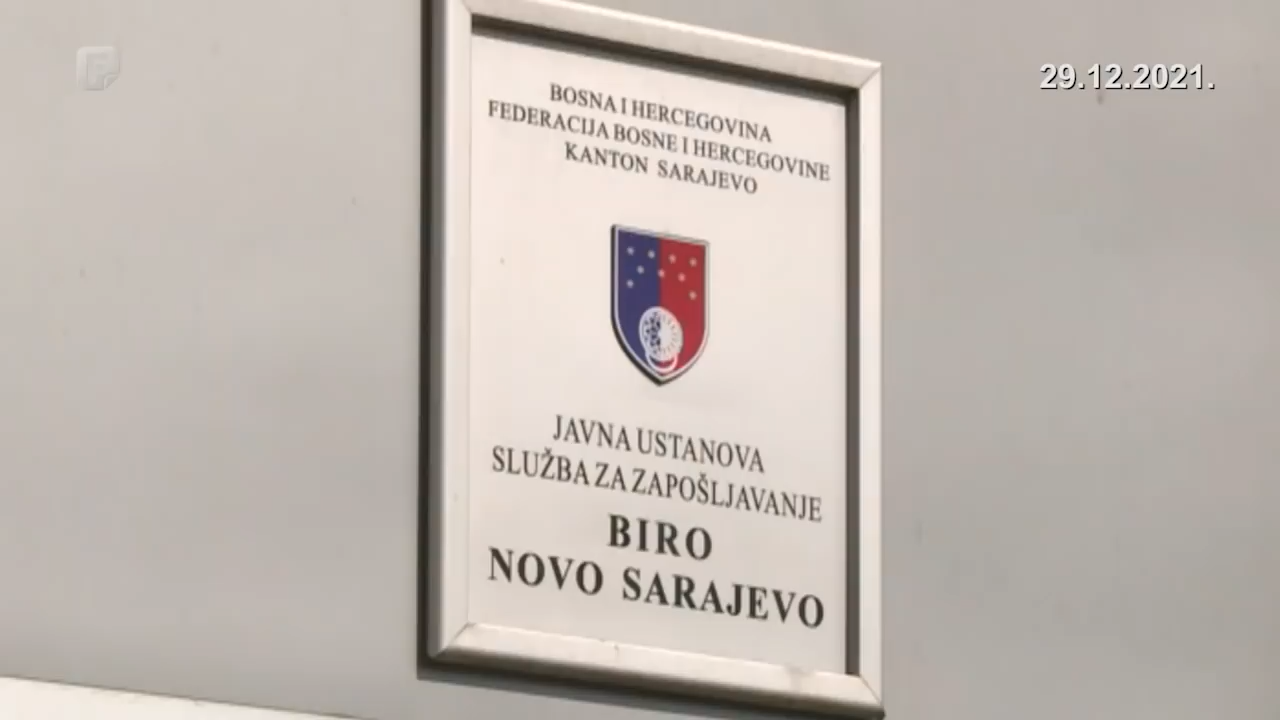 29.12.2021.
BOSNA I HERCEGOVINA
FEDERACIJA BOSNE I HERCEGOVINE
KANTON SARAJEVO
JAVNA USTANOVA
SLUŽBA ZA ZAPOŠLJAVANJE
BIRO
NOVO SARAJEVO